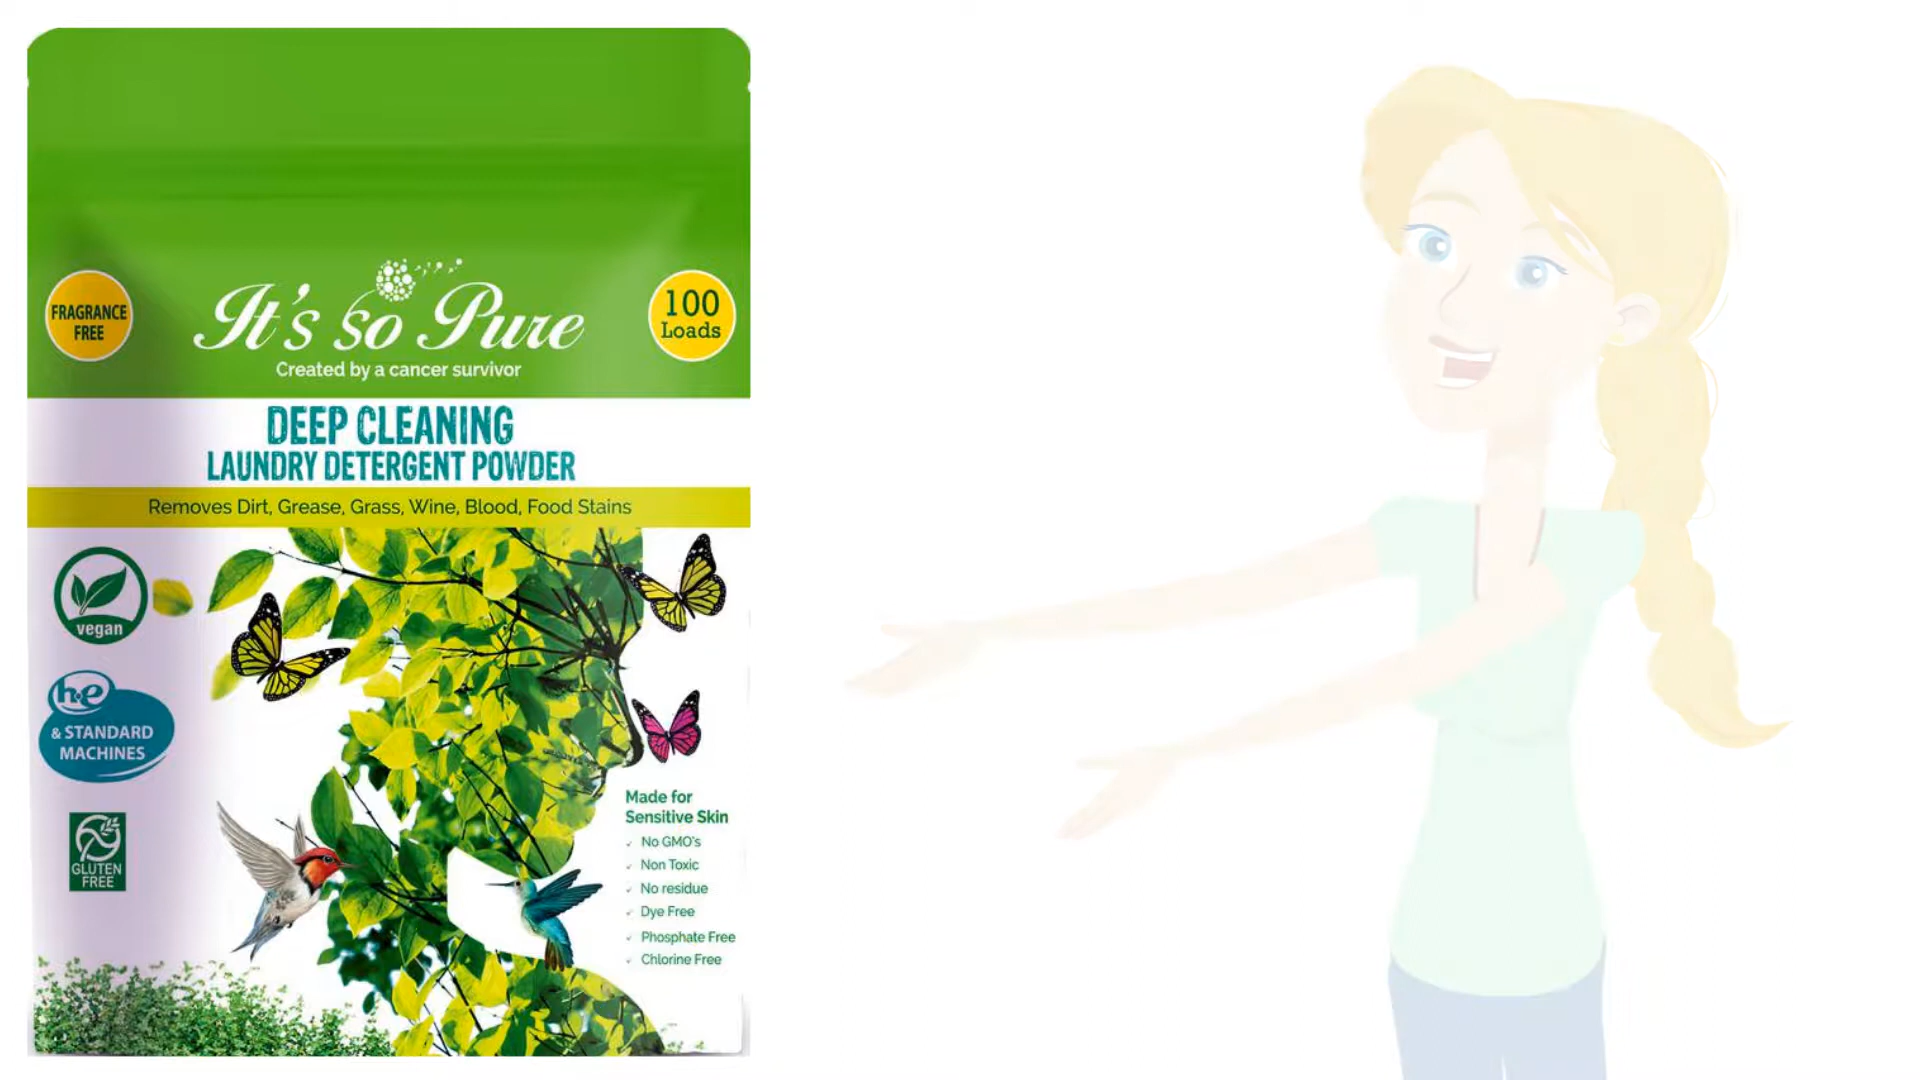 FRAGRANCE
FREE
It's so Pure
Created by a cancer survivor
100
Loads
DEEP CLEANING
LAUNDRY DETERGENT POWDER
Removes Dirt, Grease, Grass, Wine, Blood, Food Stains
vegan
he
& STANDARD
MACHINES
GLUTEN
FREE
Made for
Sensitive Skin
✓ No GMO's
✓ Non Toxic
✓ No residue
✓ Dye Free
✓ Phosphate Free
✓ Chlorine Free